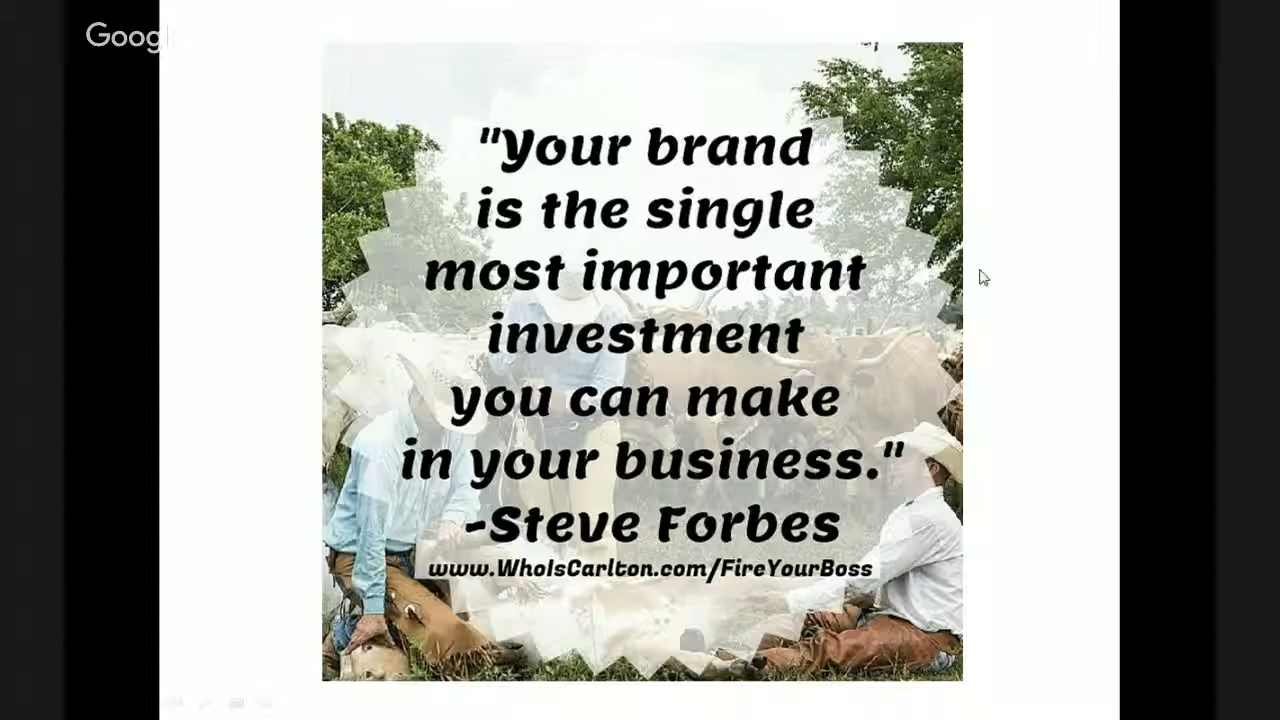 Google
"Your brand
is the single
most important
investment
you can make
in your business."
-Steve Forbes
www.WhoIsCarlton.com/FireYourBoss